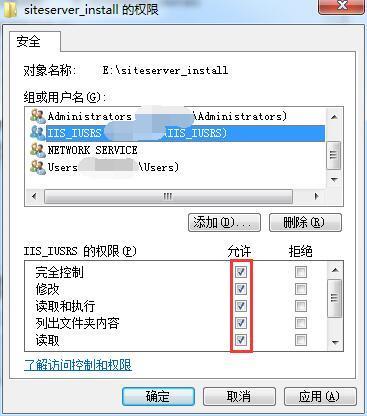 siteserver_install 的权限
安全
对象名称: E:\siteserver_install
组或用户名(G):
Administrators \Administrators)
IIS_IUSRS \IIS_IUSRS)
NETWORK SERVICE
Users \Users)
添加(D)... 删除(R)
IIS_IUSRS 的权限(P) 允许 拒绝
完全控制
修改
读取和执行
列出文件夹内容
读取
了解访问控制和权限
确定 取消 应用(A)